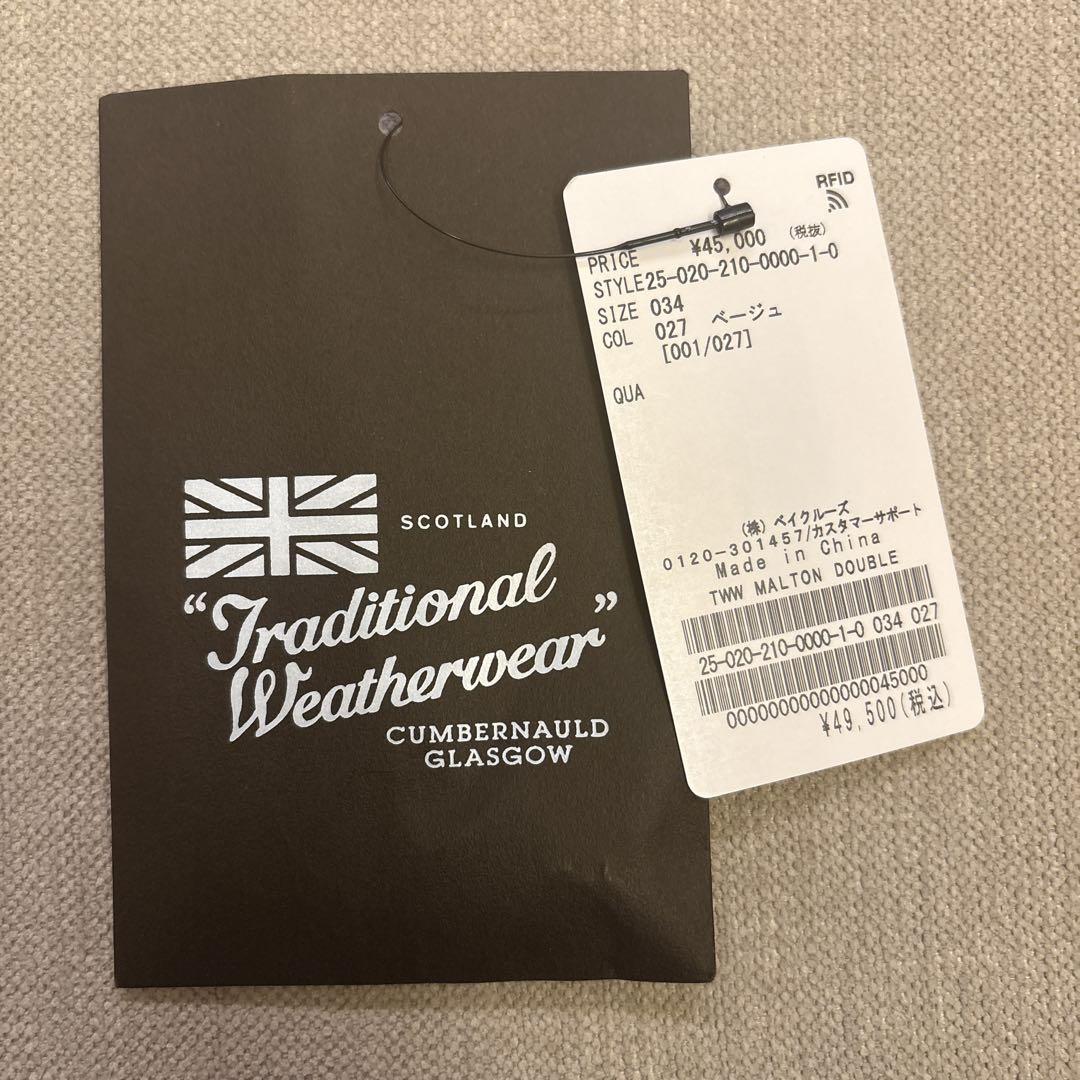 SCOTLAND
“Traditional
Weatherwear”
CUMBERNAULD
GLASGOW
RFID
PRICE ¥45,000 (税抜)
STYLE 25-020-210-0000-1-0
SIZE 034
COL 027 ベージュ
[001/027]
QUA
(株) ベイクルーズ
0120-301457/カスタマーサポート
Made in China
TWW MALTON DOUBLE
25-020-210-0000-1-0 034 027
0000000000000045000
¥49,500(税込)